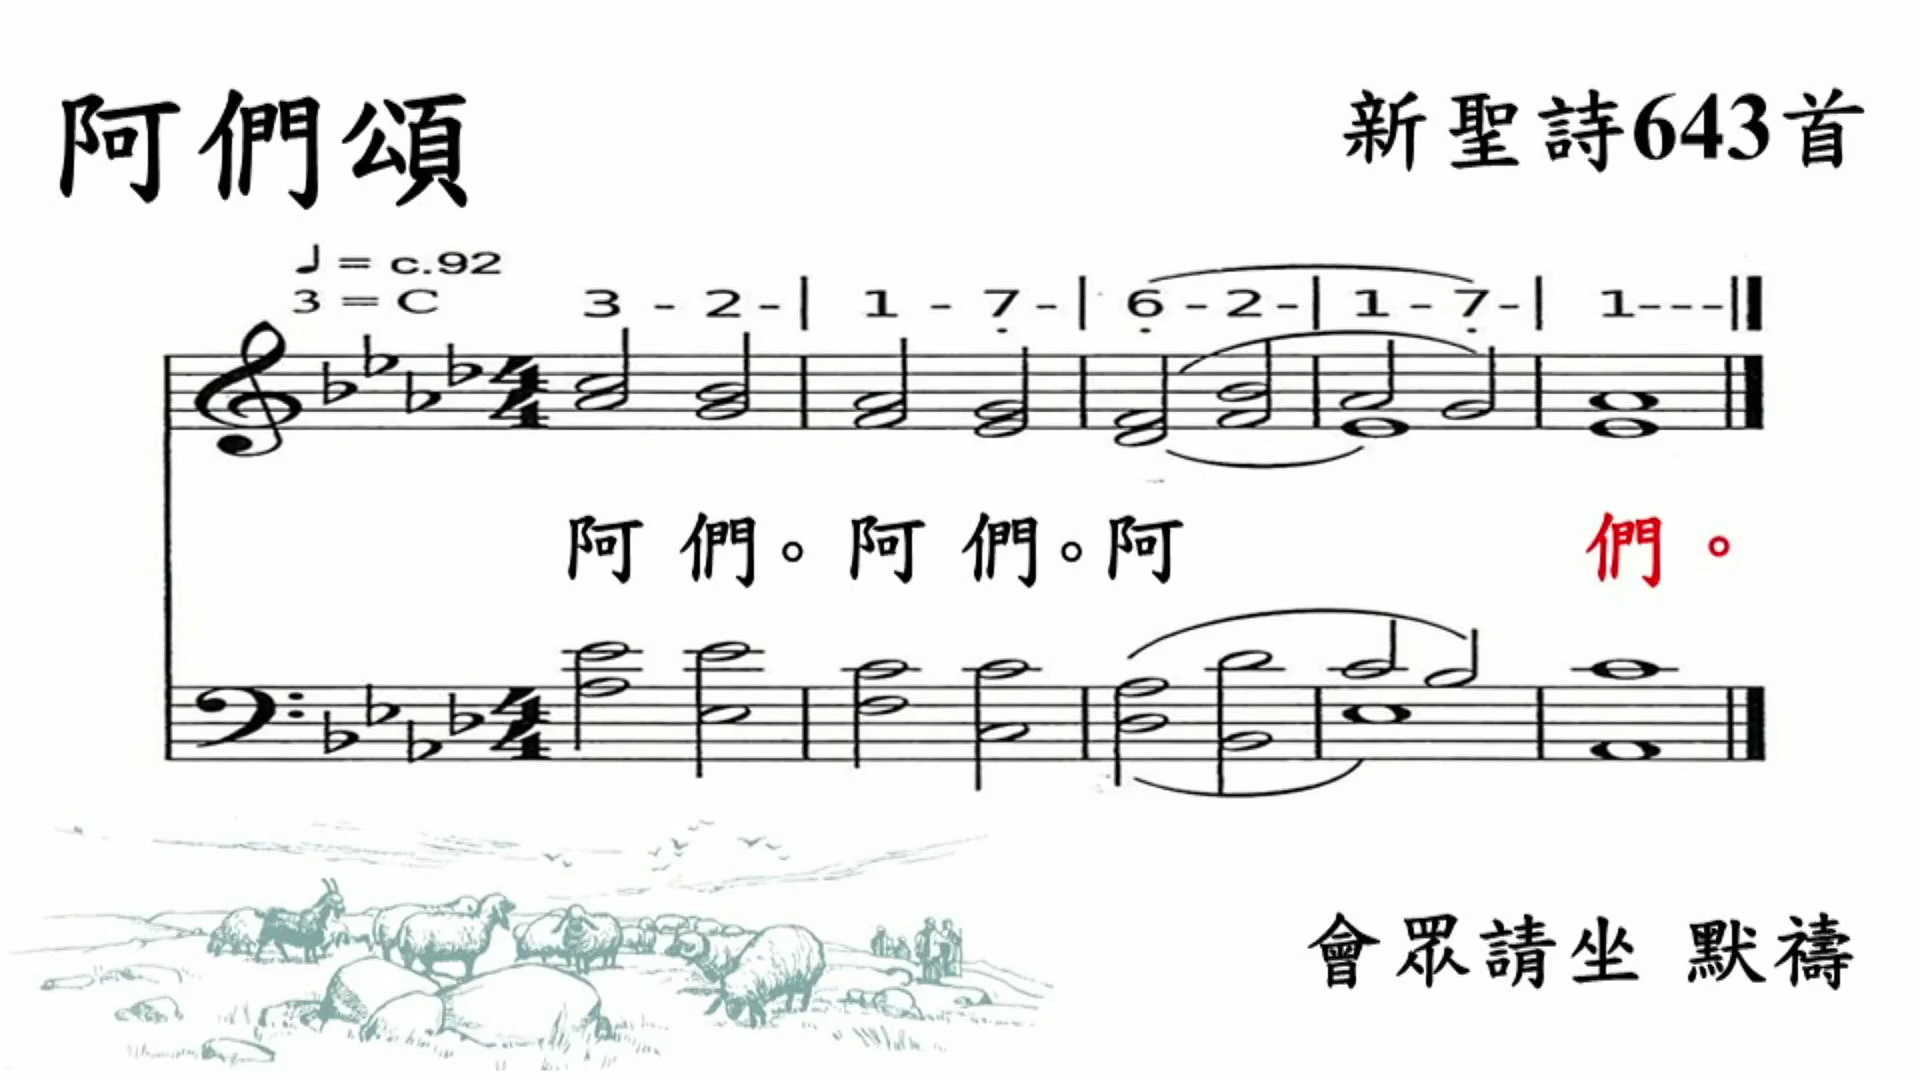 阿們頌
新聖詩643首
♩ = c.92
3 = C
3 - 2 - | 1 - 7̣ - | 6̣ - 2 - | 1 - 7̣ - | 1 - - - ‖
阿 們。阿 們。阿 們。
會眾請坐 默禱